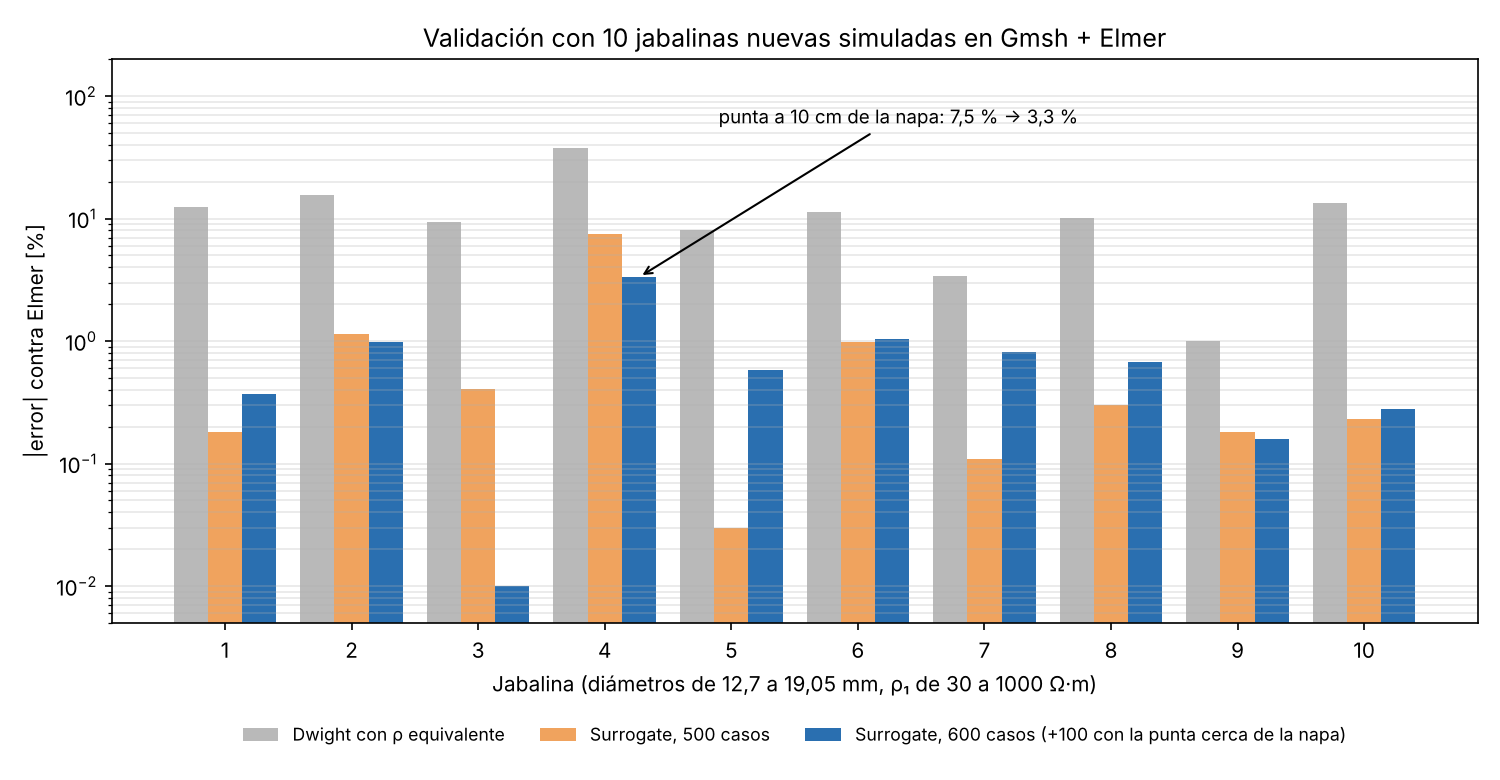 Validación con 10 jabalinas nuevas simuladas en Gmsh + Elmer
punta a 10 cm de la napa: 7,5 % → 3,3 %
|error| contra Elmer [%]
10²
10¹
10⁰
10⁻¹
10⁻²
1 2 3 4 5 6 7 8 9 10
Jabalina (diámetros de 12,7 a 19,05 mm, ρ₁ de 30 a 1000 Ω·m)
Dwight con ρ equivalente
Surrogate, 500 casos
Surrogate, 600 casos (+100 con la punta cerca de la napa)